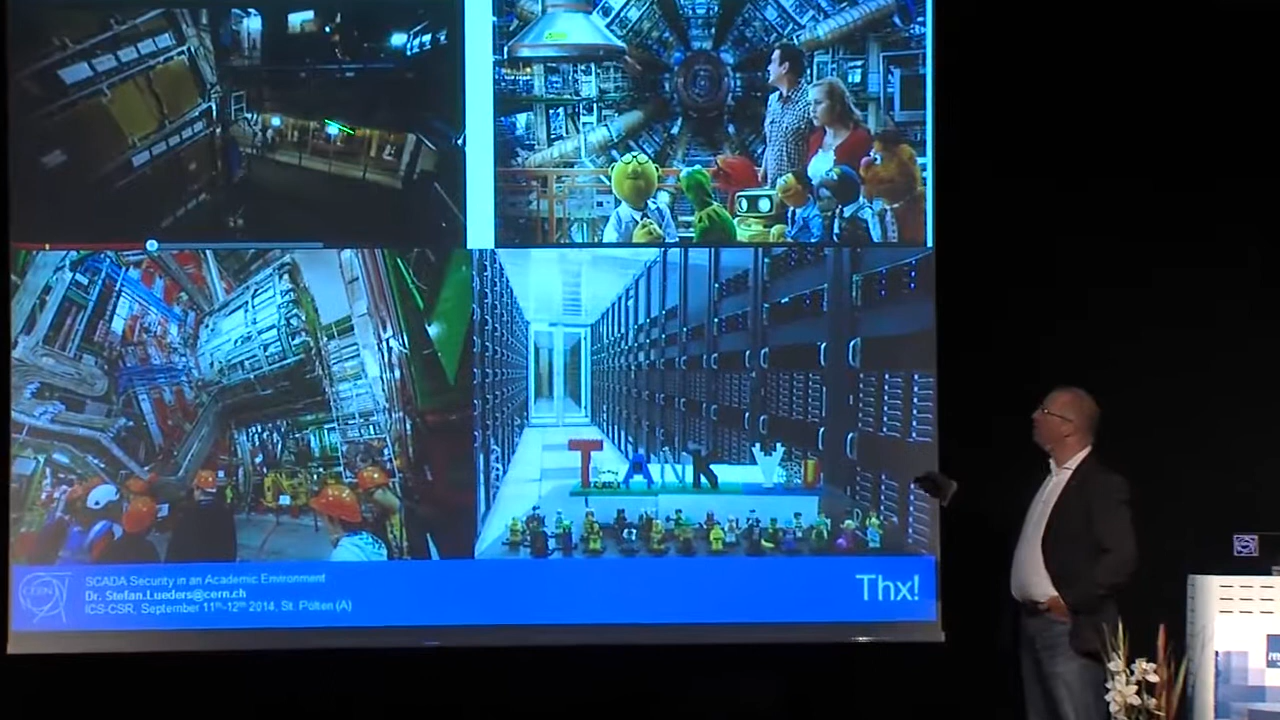 THANK YOU
CERN
SCADA Security in an Academic Environment
Dr. Stefan.Lueders@cern.ch
ICS-CSR, September 11th-12th 2014, St. Pölten (A)
Thx!